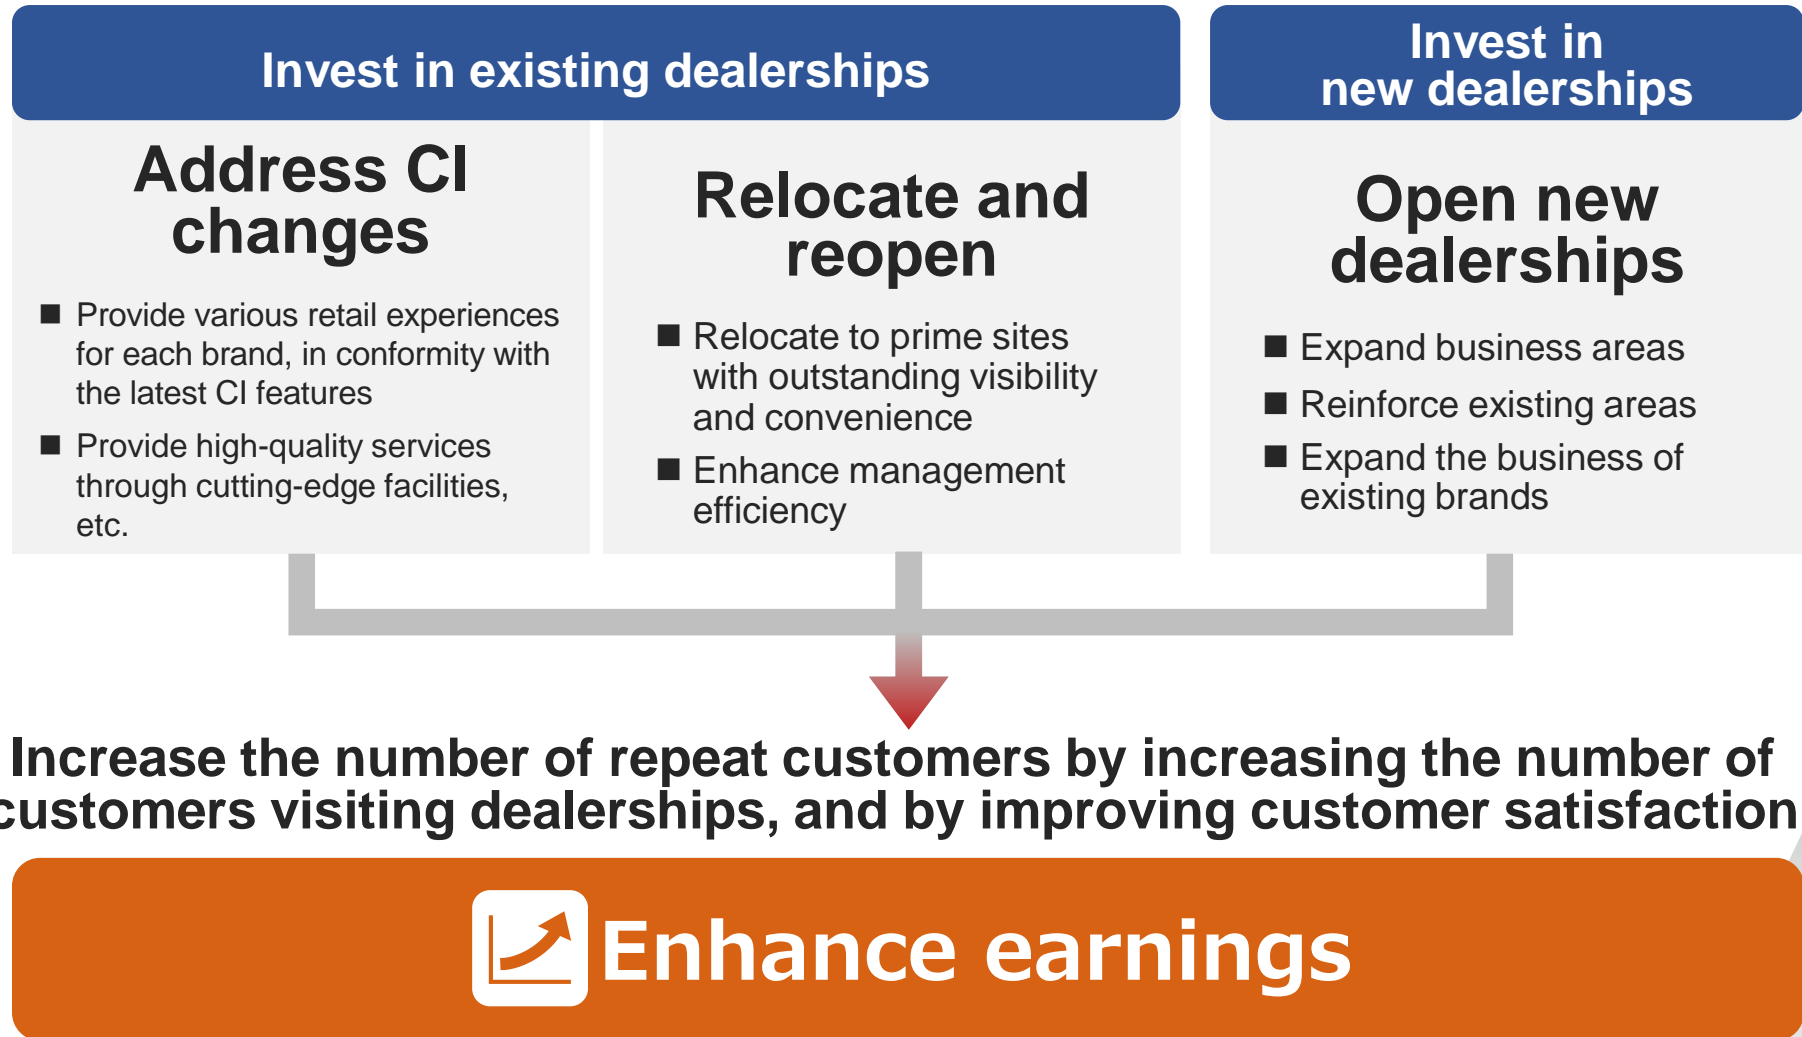 Invest in existing dealerships
Invest in
new dealerships
Address CI
changes
■ Provide various retail experiences
for each brand, in conformity with
the latest CI features
■ Provide high-quality services
through cutting-edge facilities,
etc.
Relocate and
reopen
■ Relocate to prime sites
with outstanding visibility
and convenience
■ Enhance management
efficiency
Open new
dealerships
■ Expand business areas
■ Reinforce existing areas
■ Expand the business of
existing brands
Increase the number of repeat customers by increasing the number of
customers visiting dealerships, and by improving customer satisfaction
Enhance earnings